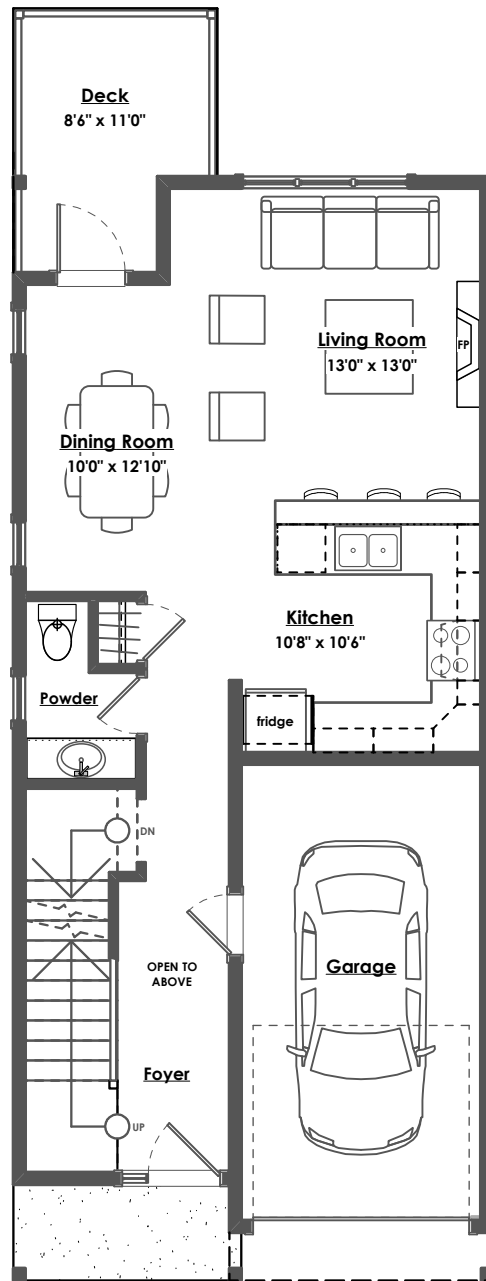 Deck
8'6" x 11'0"
Living Room
13'0" x 13'0"
FP
Dining Room
10'0" x 12'10"
Kitchen
10'8" x 10'6"
Powder
fridge
DN
OPEN TO
ABOVE
Garage
Foyer
UP